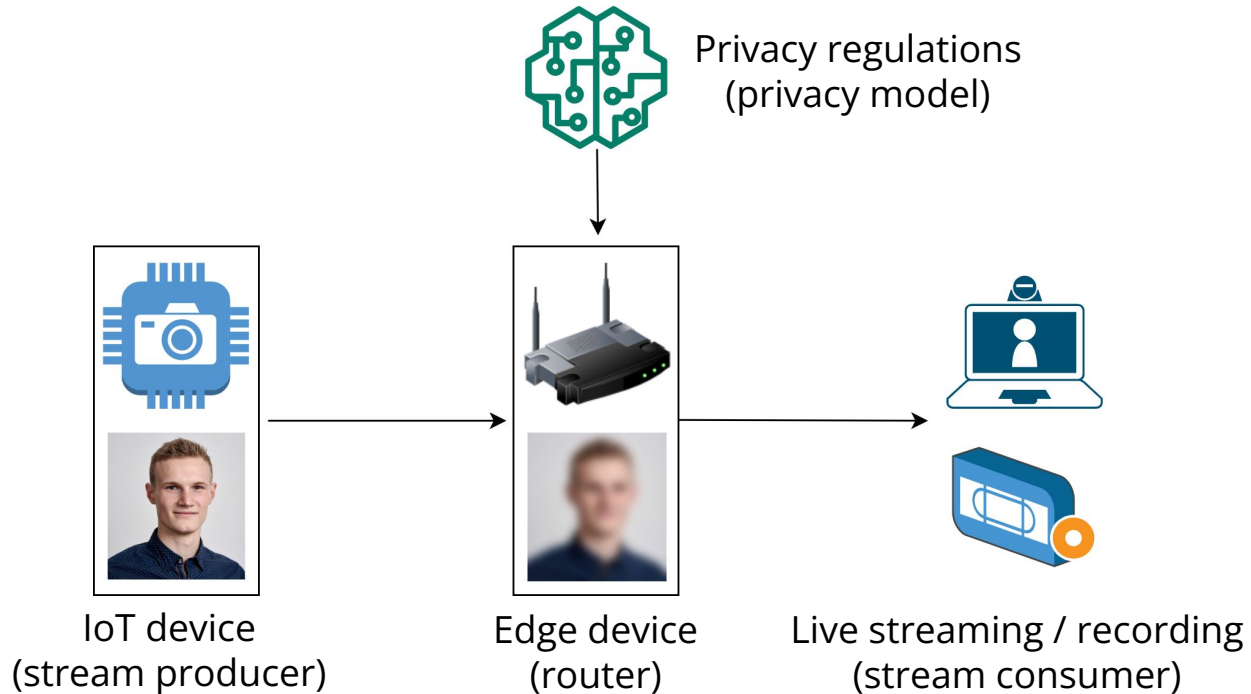 Privacy regulations
(privacy model)
IoT device
(stream producer)
Edge device
(router)
Live streaming / recording
(stream consumer)